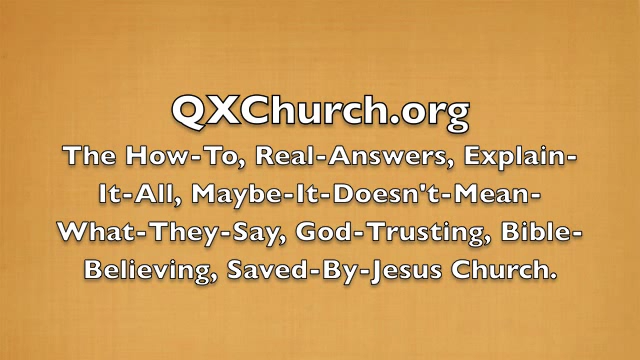 QXChurch.org
The How-To, Real-Answers, Explain-
It-All, Maybe-It-Doesn't-Mean-
What-They-Say, God-Trusting, Bible-
Believing, Saved-By-Jesus Church.